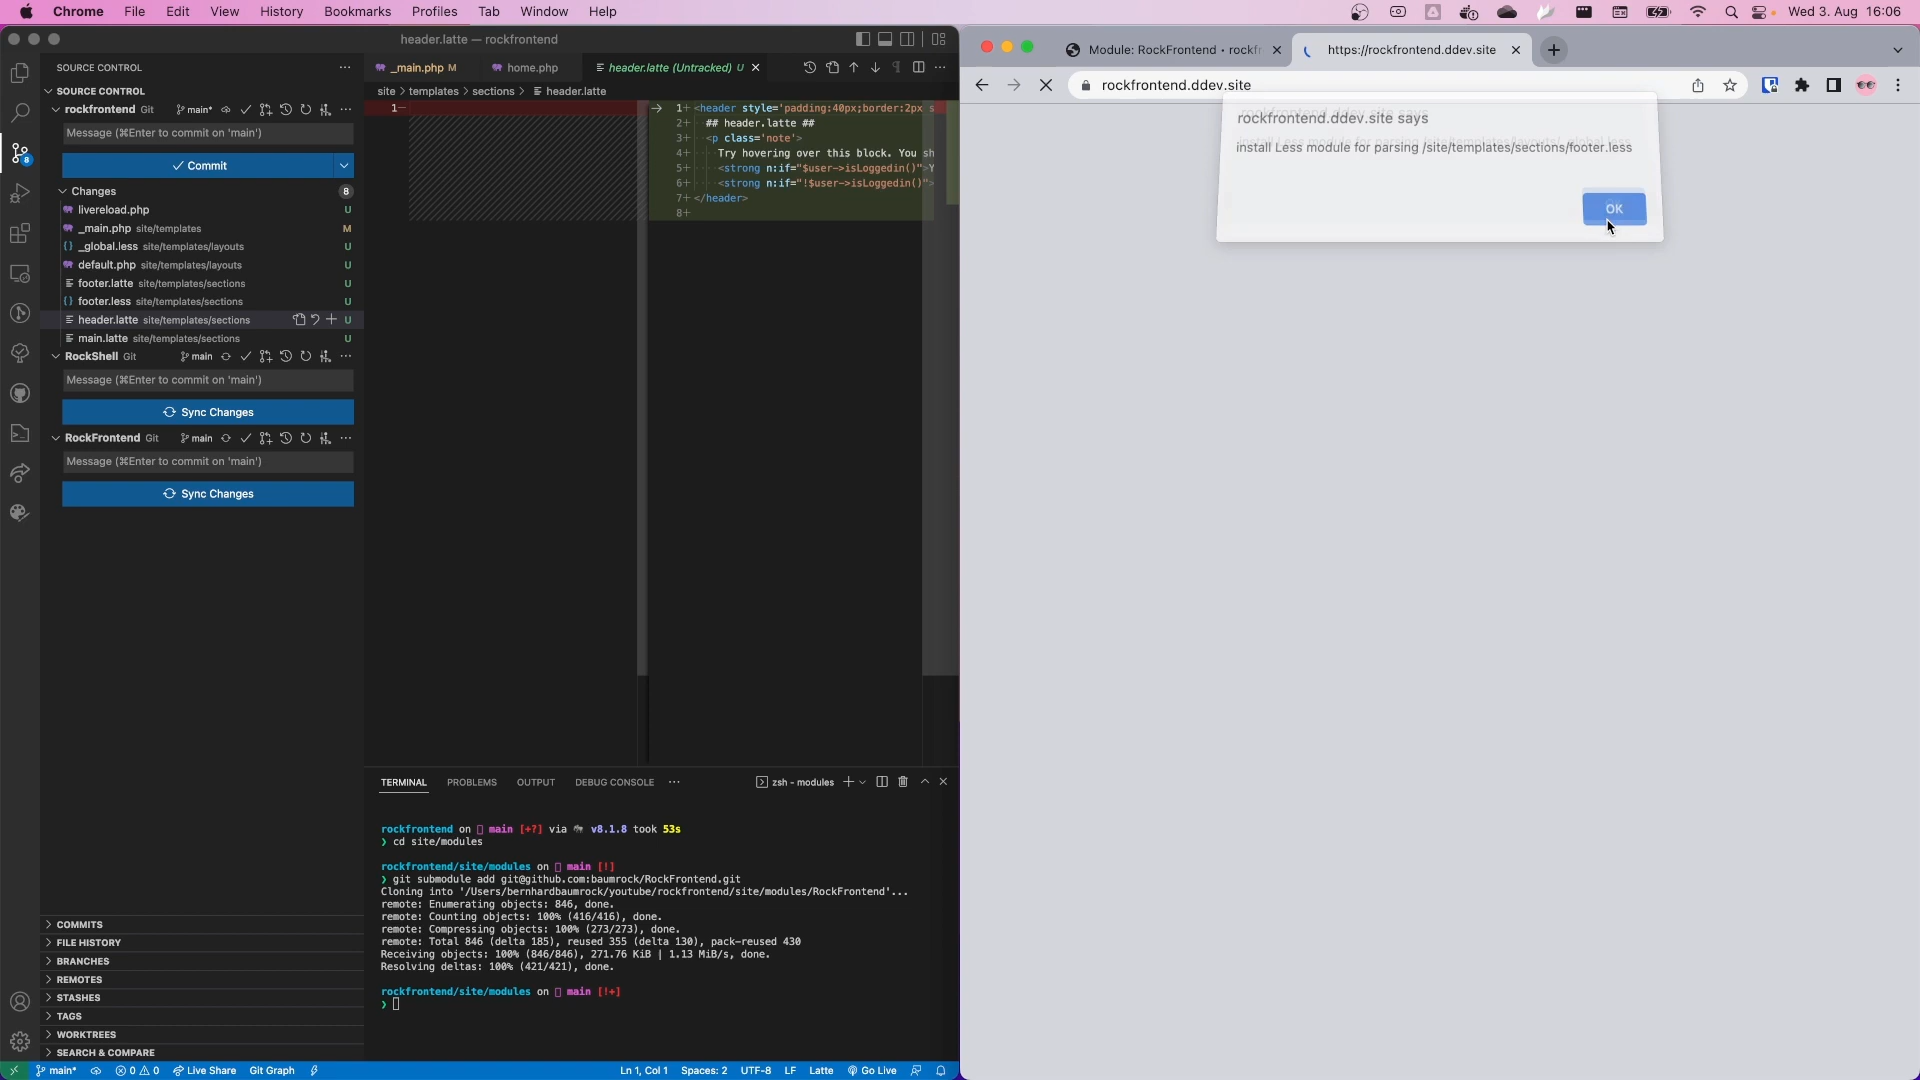 Chrome File Edit View History Bookmarks Profiles Tab Window Help
Wed 3. Aug 16:06
header.latte — rockfrontend
SOURCE CONTROL
SOURCE CONTROL
rockfrontend Git main*
Message (⌘Enter to commit on 'main')
Commit
Changes 8
livereload.php U
_main.php site/templates M
_global.less site/templates/layouts U
default.php site/templates/layouts U
footer.latte site/templates/sections U
footer.less site/templates/sections U
header.latte site/templates/sections U
main.latte site/templates/sections U
RockShell Git main
Message (⌘Enter to commit on 'main')
Sync Changes
RockFrontend Git main
Message (⌘Enter to commit on 'main')
Sync Changes
COMMITS
FILE HISTORY
BRANCHES
REMOTES
STASHES
TAGS
WORKTREES
SEARCH & COMPARE
8
_main.php M home.php header.latte (Untracked) U
site > templates > sections > header.latte
1−
1+ <header style='padding:40px;border:2px s
2+ ## header.latte ##
3+ <p class='note'>
4+ Try hovering over this block. You sh
5+ <strong n:if="$user->isLoggedin()">Y
6+ <strong n:if="!$user->isLoggedin()">
7+ </header>
8+
TERMINAL PROBLEMS OUTPUT DEBUG CONSOLE
zsh - modules
rockfrontend on main [+?] via v8.1.8 took 53s
❯ cd site/modules
rockfrontend/site/modules on main [!]
❯ git submodule add git@github.com:baumrock/RockFrontend.git
Cloning into '/Users/bernhardbaumrock/youtube/rockfrontend/site/modules/RockFrontend'...
remote: Enumerating objects: 846, done.
remote: Counting objects: 100% (416/416), done.
remote: Compressing objects: 100% (273/273), done.
remote: Total 846 (delta 185), reused 355 (delta 130), pack-reused 430
Receiving objects: 100% (846/846), 271.76 KiB | 1.13 MiB/s, done.
Resolving deltas: 100% (421/421), done.
rockfrontend/site/modules on main [!+]
❯
main* 0 0 Live Share Git Graph Ln 1, Col 1 Spaces: 2 UTF-8 LF Latte Go Live
Module: RockFrontend • rockfr
https://rockfrontend.ddev.site
rockfrontend.ddev.site
rockfrontend.ddev.site says
install Less module for parsing /site/templates/sections/footer.less
OK